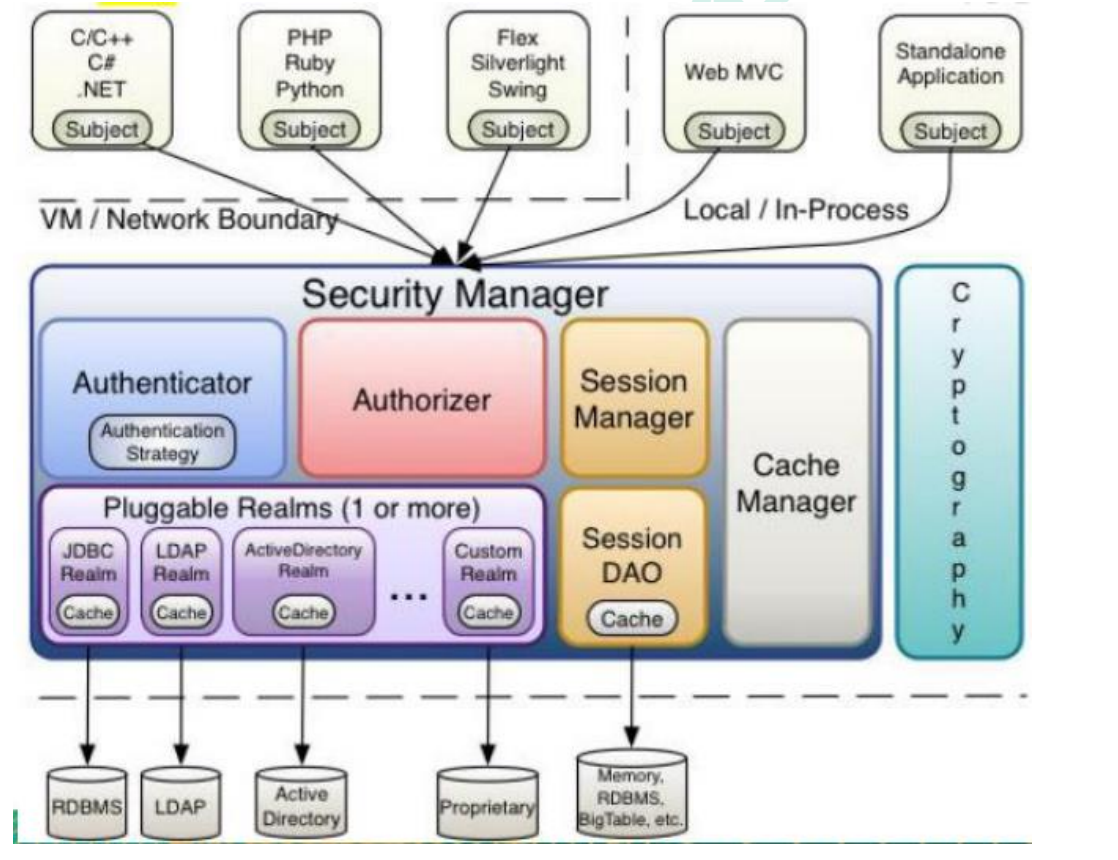 C/C++
C#
.NET
Subject
PHP
Ruby
Python
Subject
Flex
Silverlight
Swing
Subject
Web MVC
Subject
Standalone
Application
Subject
VM / Network Boundary
Local / In-Process
Security Manager
Authenticator
Authentication
Strategy
Authorizer
Session
Manager
Cache
Manager
Cryptography
Pluggable Realms (1 or more)
JDBC
Realm
Cache
LDAP
Realm
Cache
ActiveDirectory
Realm
Cache
...
Custom
Realm
Cache
Session
DAO
Cache
RDBMS
LDAP
Active
Directory
Proprietary
Memory,
RDBMS,
BigTable, etc.